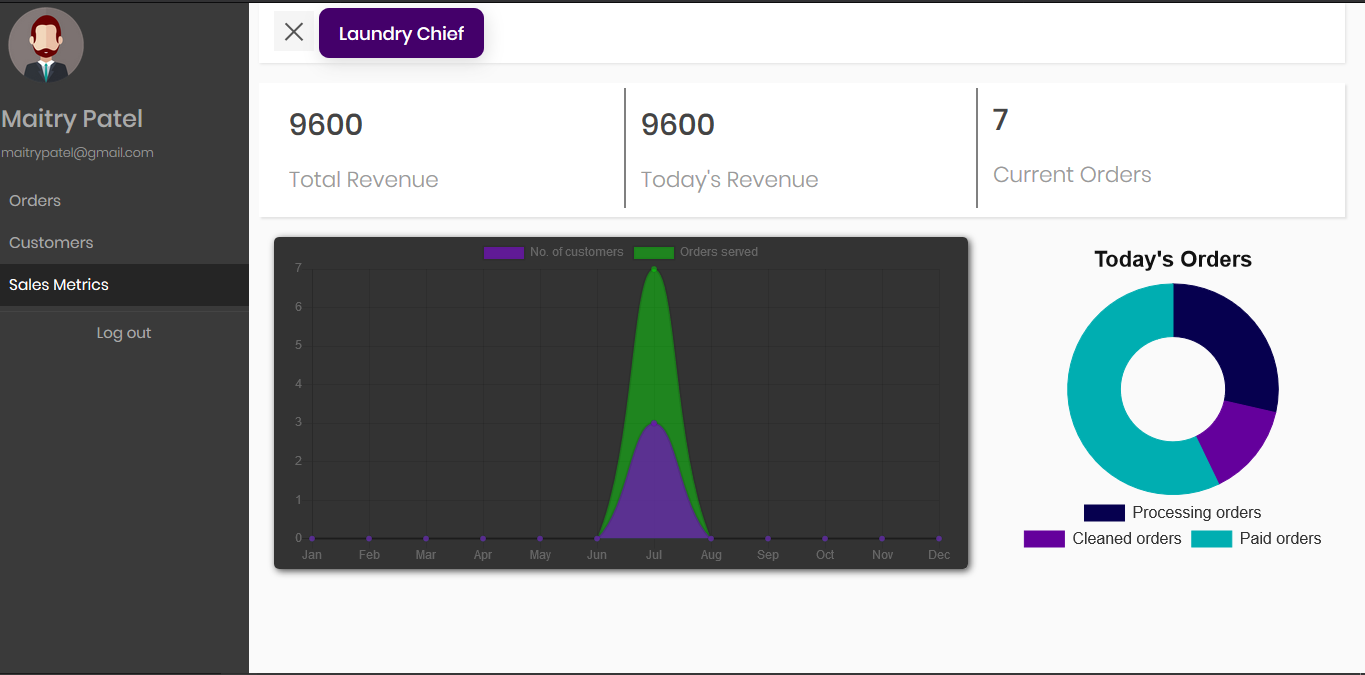 Maitry Patel
maitrypatel@gmail.com
Orders
Customers
Sales Metrics
Log out
Laundry Chief
9600
Total Revenue
9600
Today's Revenue
7
Current Orders
No. of customers Orders served
7
6
5
4
3
2
1
0
Jan Feb Mar Apr May Jun Jul Aug Sep Oct Nov Dec
Today's Orders
Processing orders
Cleaned orders Paid orders